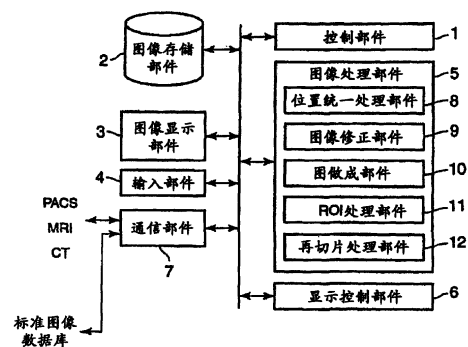 图像存储
部件
2
控制部件
1
图像处理部件
5
位置统一处理部件
8
图像修正部件
9
图做成部件
10
ROI处理部件
11
再切片处理部件
12
图像显示
部件
3
输入部件
4
PACS
MRI
CT
通信部件
7
标准图像
数据库
显示控制部件
6